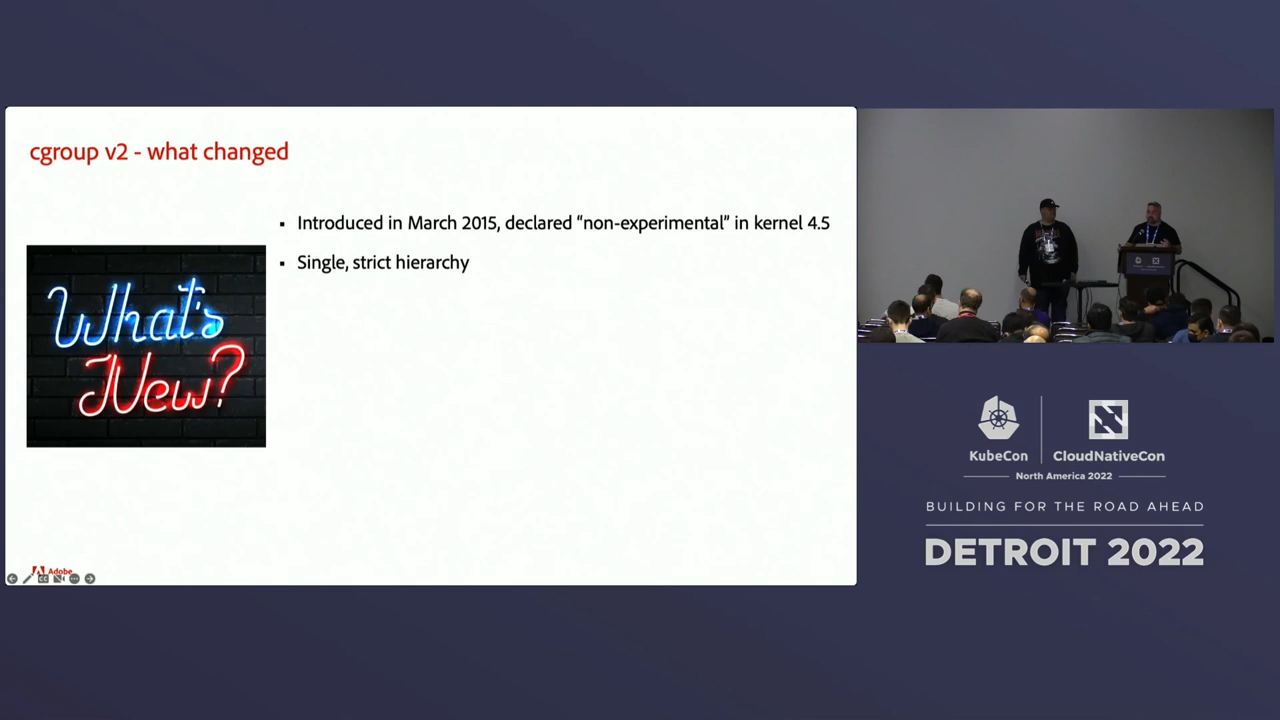 cgroup v2 - what changed
▪ Introduced in March 2015, declared “non-experimental” in kernel 4.5
▪ Single, strict hierarchy
What's
New?
Adobe
KubeCon
CloudNativeCon
North America 2022
BUILDING FOR THE ROAD AHEAD
DETROIT 2022